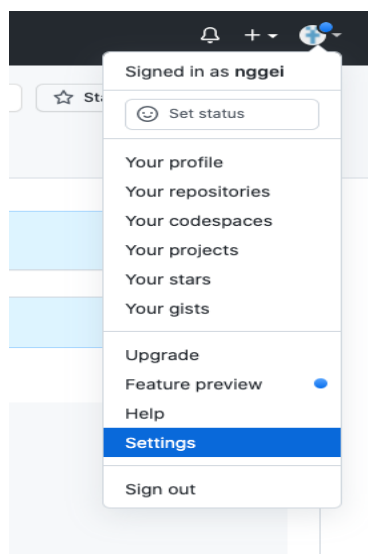 Signed in as nggei
St
Set status
Your profile
Your repositories
Your codespaces
Your projects
Your stars
Your gists
Upgrade
Feature preview
Help
Settings
Sign out